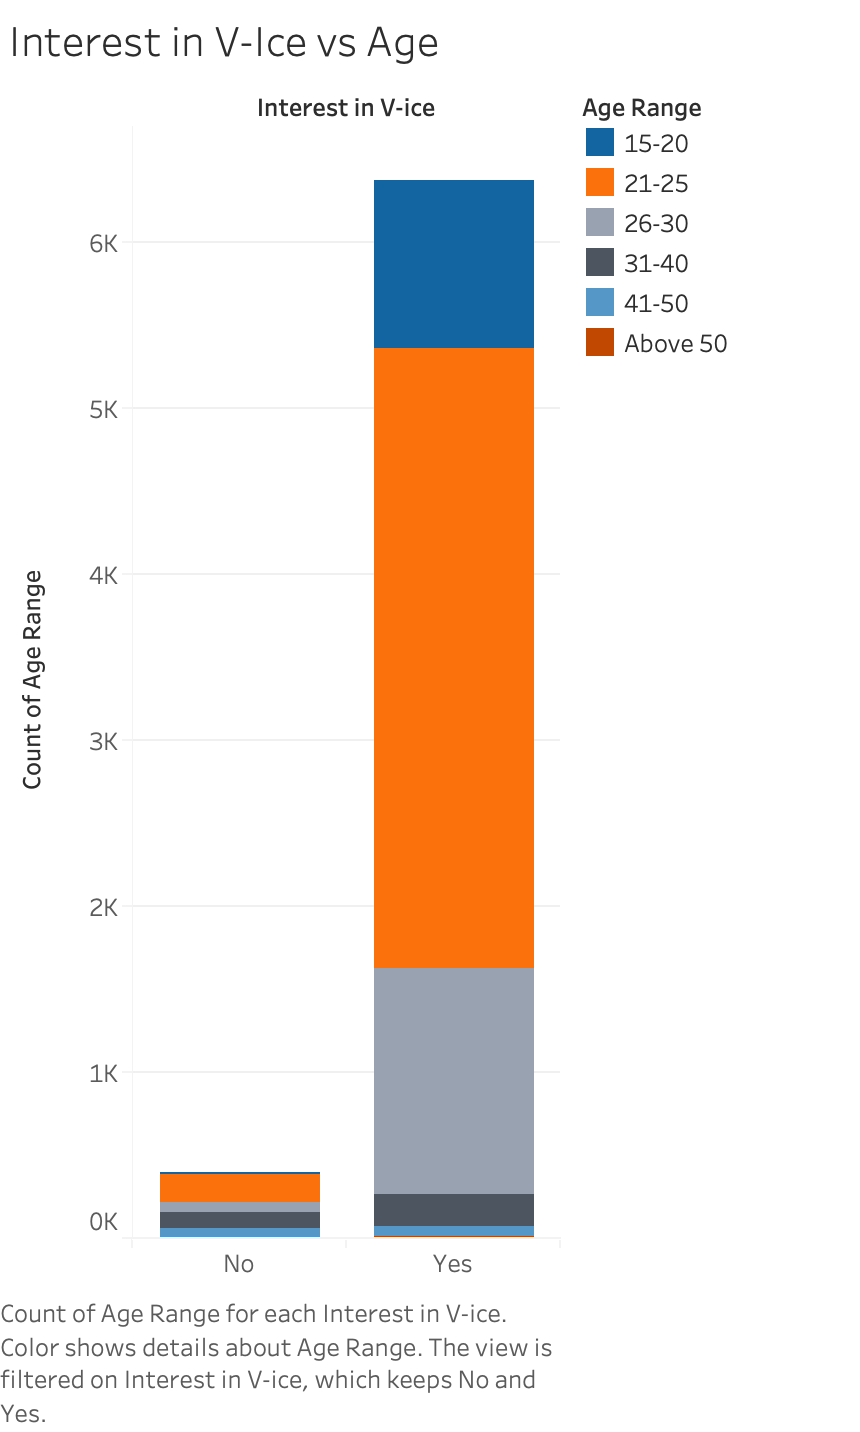 Interest in V-Ice vs Age
Interest in V-ice
Age Range
15-20
21-25
26-30
31-40
41-50
Above 50
6K
5K
4K
3K
2K
1K
0K
Count of Age Range
No
Yes
Count of Age Range for each Interest in V-ice.
Color shows details about Age Range. The view is
filtered on Interest in V-ice, which keeps No and
Yes.